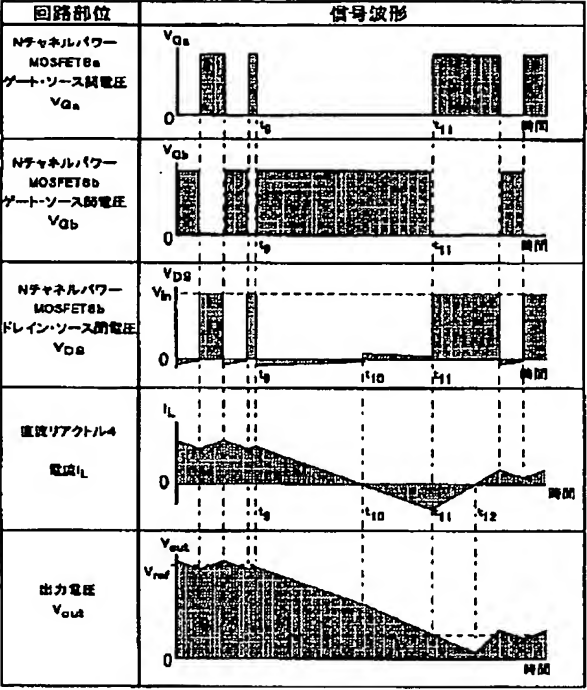 回路部位 信号波形
Nチャネルパワー
MOSFET6a
ゲート・ソース間電圧
VGa
VGa
0
t9 t11 時間
Nチャネルパワー
MOSFET6b
ゲート・ソース間電圧
VGb
VGb
0
t9 t11 時間
Nチャネルパワー
MOSFET6b
ドレイン・ソース間電圧
VDS
VDS
Vin
0
t9 t10 t11 時間
直流リアクトル4
電流IL
IL
0
t9 t10 t11 t12 時間
出力電圧
Vout
Vout
Vref
0
時間